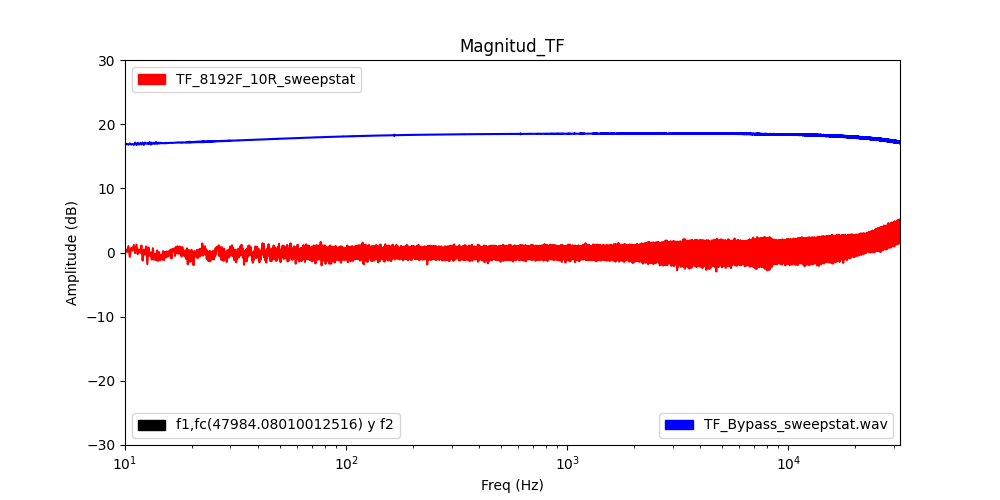 Magnitud_TF
30
TF_8192F_10R_sweepstat
20
10
0
−10
−20
−30
Amplitude (dB)
f1,fc(47984.08010012516) y f2
TF_Bypass_sweepstat.wav
10¹ 10² 10³ 10⁴
Freq (Hz)